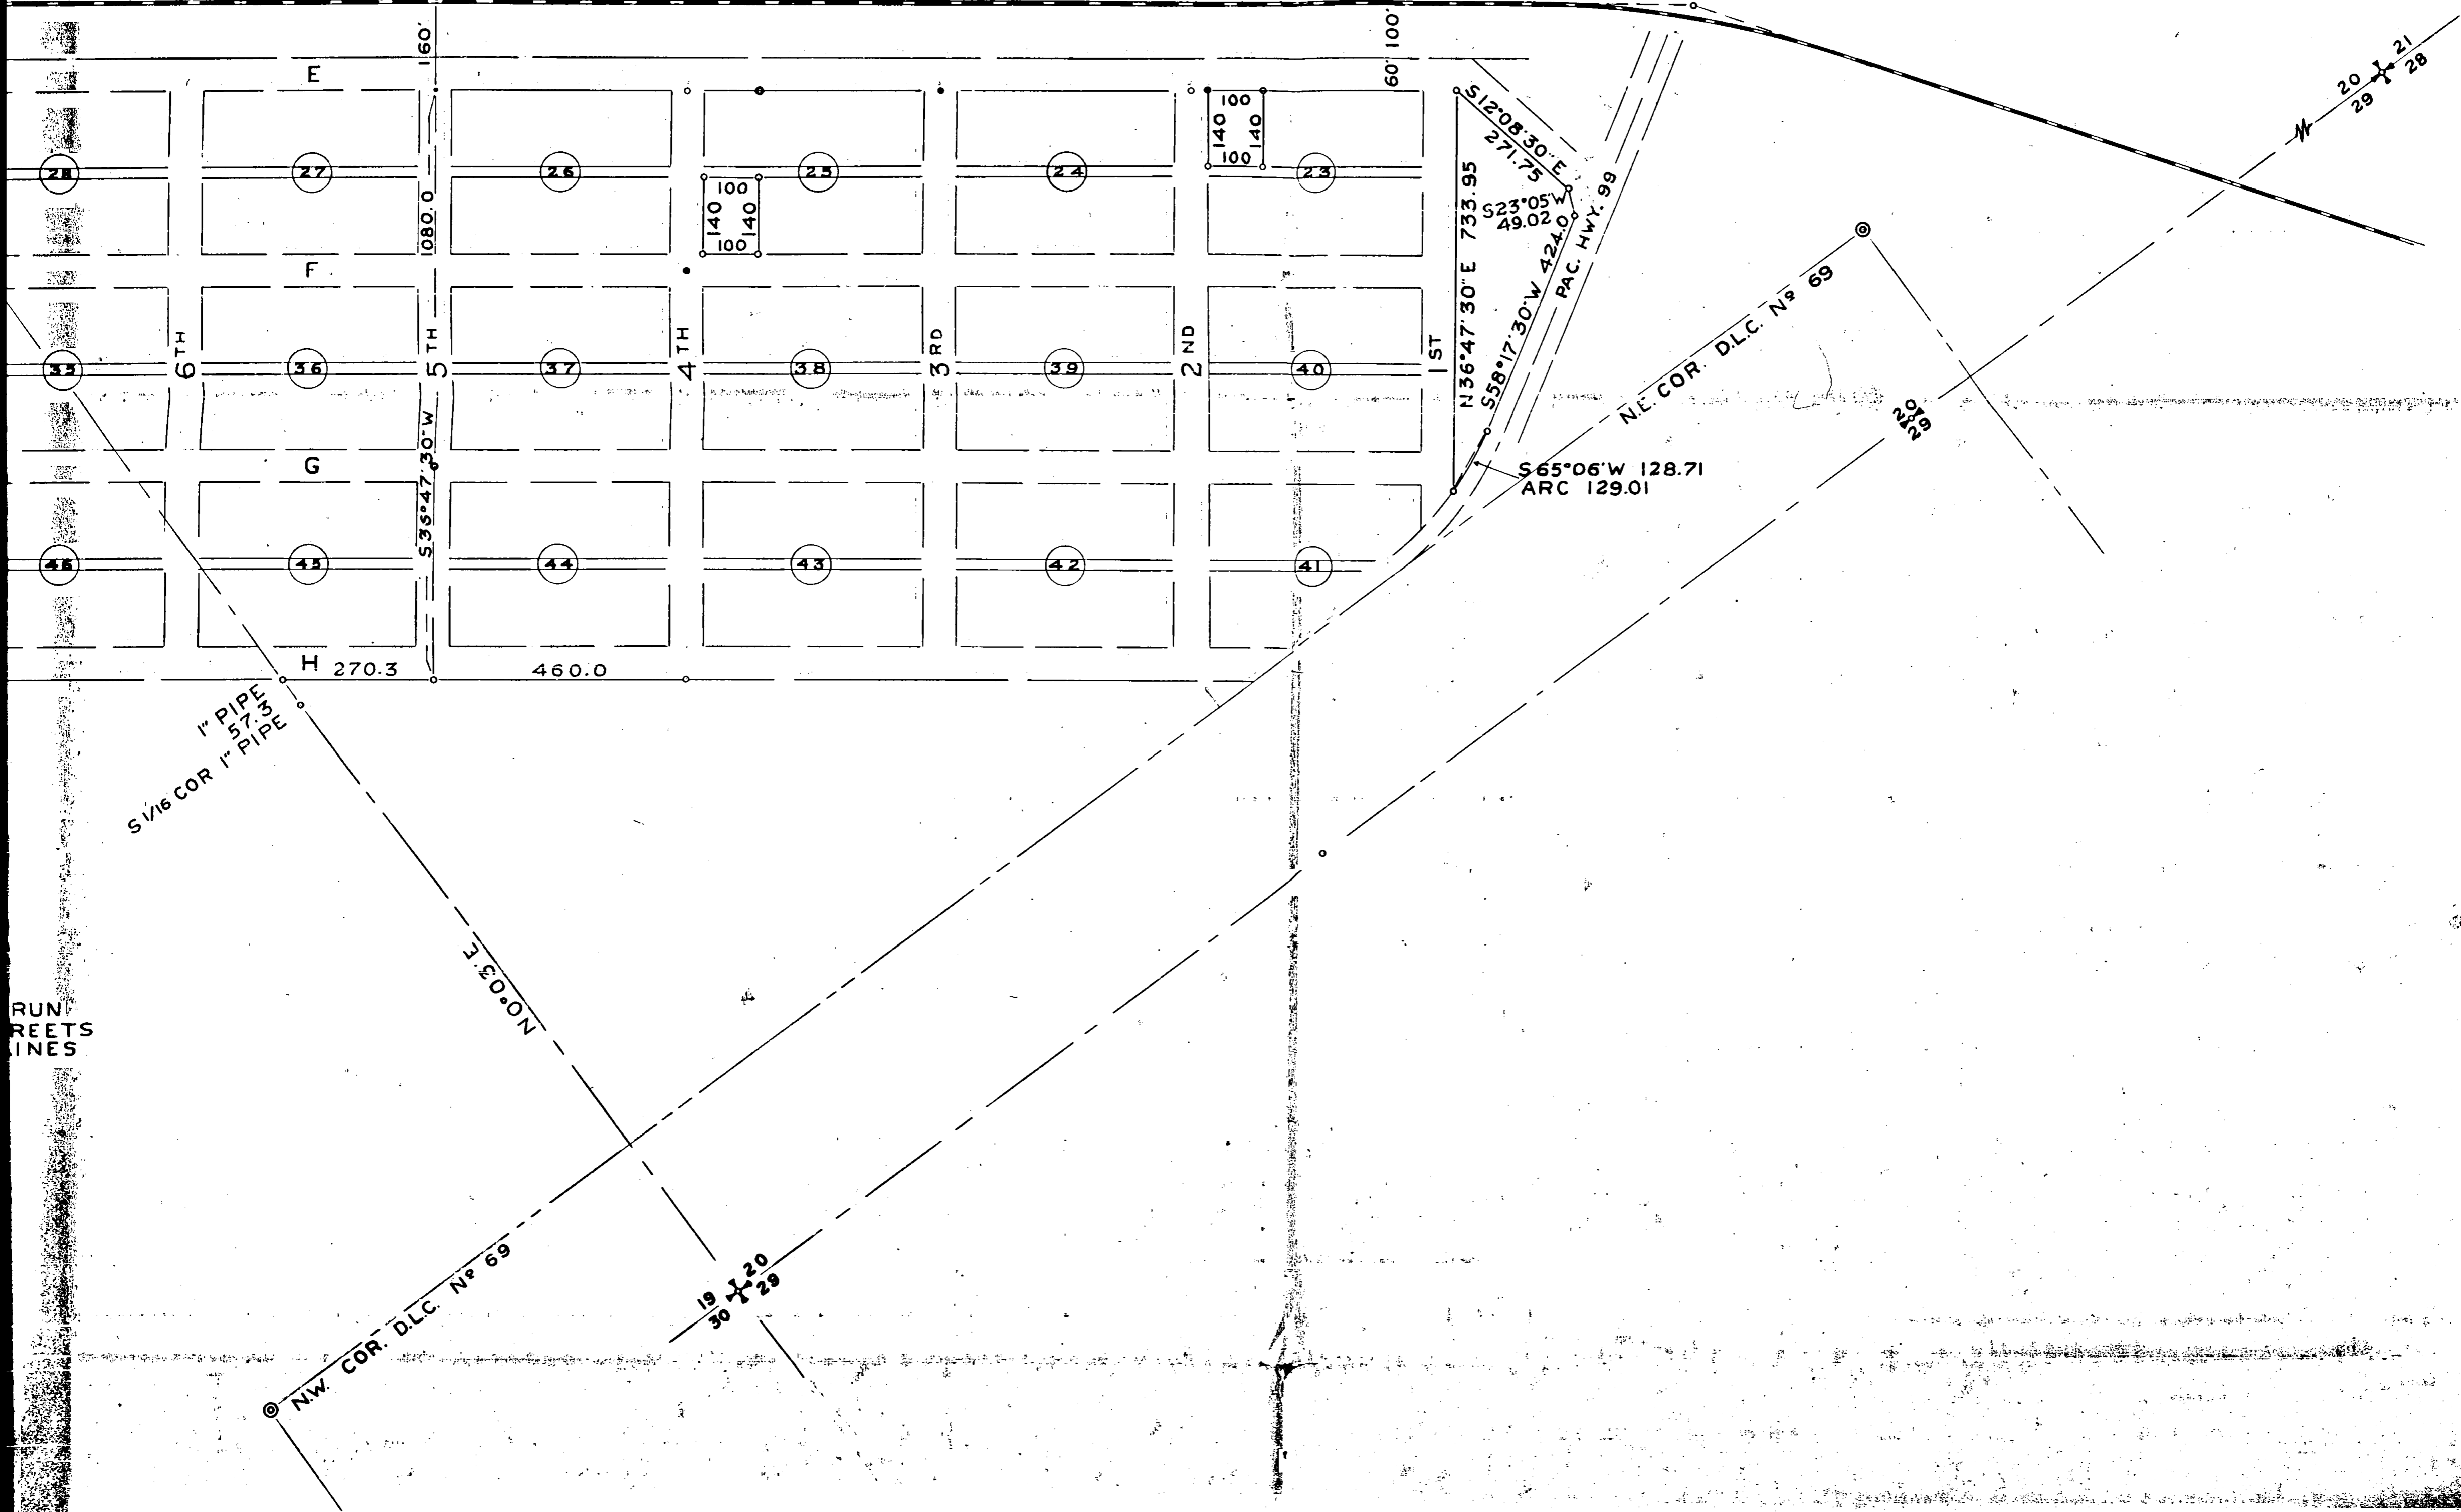 160'
60' 100'
E
S12°08'30"E
271.75
20 21
29 28
100
140 140
100
28
27
26
25
24
23
100
140 140
100
1080.0
N36°47'30"E 733.95
S23°05'W
49.02
S58°17'30"W 424.0
PAC. HWY. 99
F
6TH
5TH
4TH
3RD
2ND
1ST
N.E. COR. D.L.C. Nº 69
35
36
37
38
39
40
20
29
S36°47'30"W
G
S65°06'W 128.71
ARC 129.01
46
45
44
43
42
41
H 270.3
460.0
1" PIPE
57.3
S 1/16 COR 1" PIPE
N0°03'E
RUN
REETS
LINES
N.W. COR. D.L.C. Nº 69
19 20
30 29